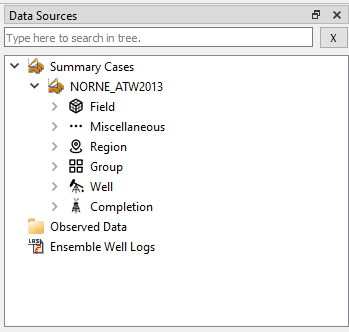 Data Sources
Type here to search in tree.
X
Summary Cases
NORNE_ATW2013
Field
Miscellaneous
Region
Group
Well
Completion
Observed Data
LAS
Ensemble Well Logs